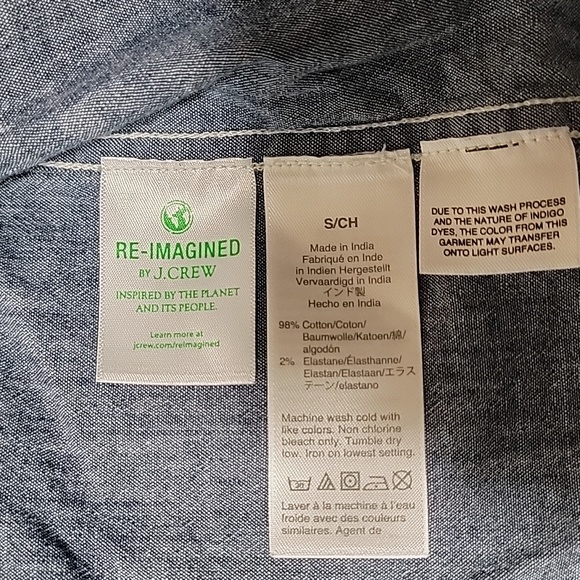 RE-IMAGINED
BY J.CREW
INSPIRED BY THE PLANET
AND ITS PEOPLE.
Learn more at
jcrew.com/reimagined
S/CH
Made in India
Fabriqué en Inde
in Indien Hergestellt
Vervaardigd in India
インド製
Hecho en India
98% Cotton/Coton/
Baumwolle/Katoen/綿/
algodón
2% Elastane/Élasthanne/
Elastan/Elastaan/エラス
テーン/elastano
Machine wash cold with
like colors. Non chlorine
bleach only. Tumble dry
low. Iron on lowest setting.
30
Laver à la machine à l'eau
froide avec des couleurs
similaires. Agent de
DUE TO THIS WASH PROCESS
AND THE NATURE OF INDIGO
DYES, THE COLOR FROM THIS
GARMENT MAY TRANSFER
ONTO LIGHT SURFACES.